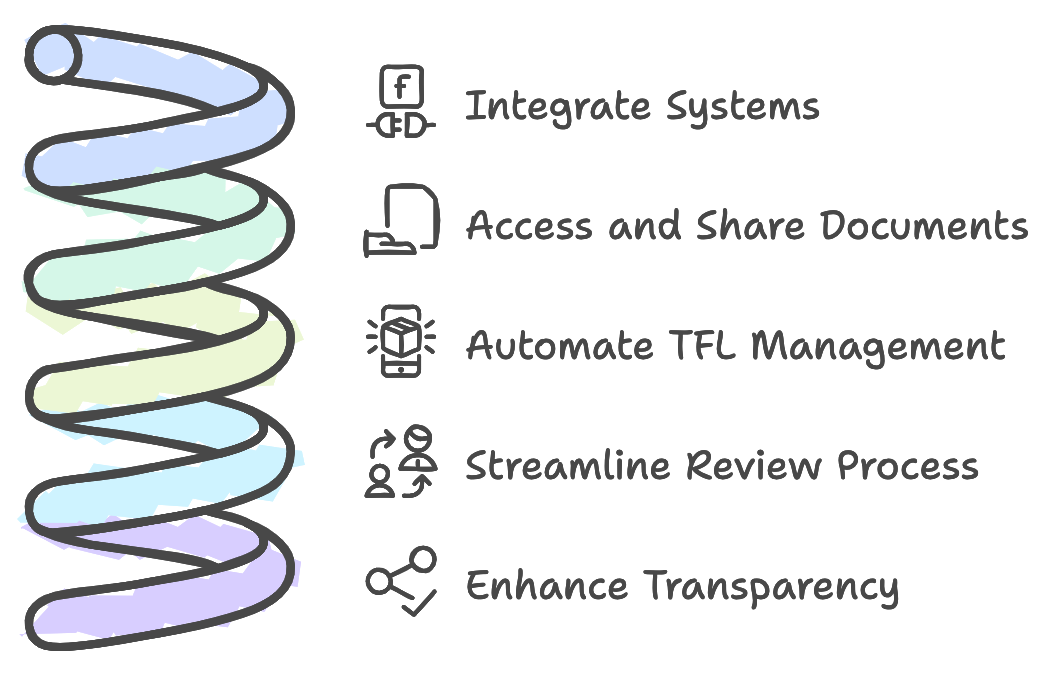 f
Integrate Systems
Access and Share Documents
Automate TFL Management
Streamline Review Process
Enhance Transparency